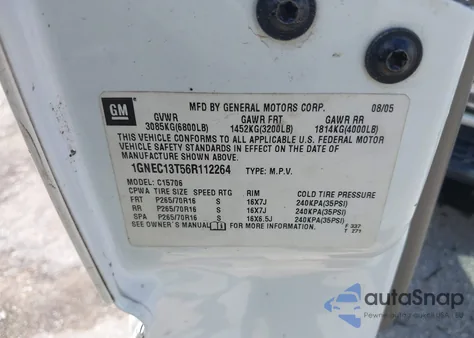 GM
MFD BY GENERAL MOTORS CORP. 08/05
GVWR GAWR FRT GAWR RR
3085KG(6800LB) 1452KG(3200LB) 1814KG(4000LB)
THIS VEHICLE CONFORMS TO ALL APPLICABLE U.S. FEDERAL MOTOR
VEHICLE SAFETY STANDARDS IN EFFECT ON THE DATE OF
MANUFACTURE SHOWN ABOVE.
1GNEC13T56R112264 TYPE: M.P.V.
MODEL: C15706
CPWA TIRE SIZE SPEED RTG RIM COLD TIRE PRESSURE
FRT P265/70R16 S 16X7J 240KPA(35PSI)
RR P265/70R16 S 16X7J 240KPA(35PSI)
SPA P265/70R16 S 16X6.5J 240KPA(35PSI)
SEE OWNER'S MANUAL FOR MORE INFORMATION. F 337
T Z71
autoSnap